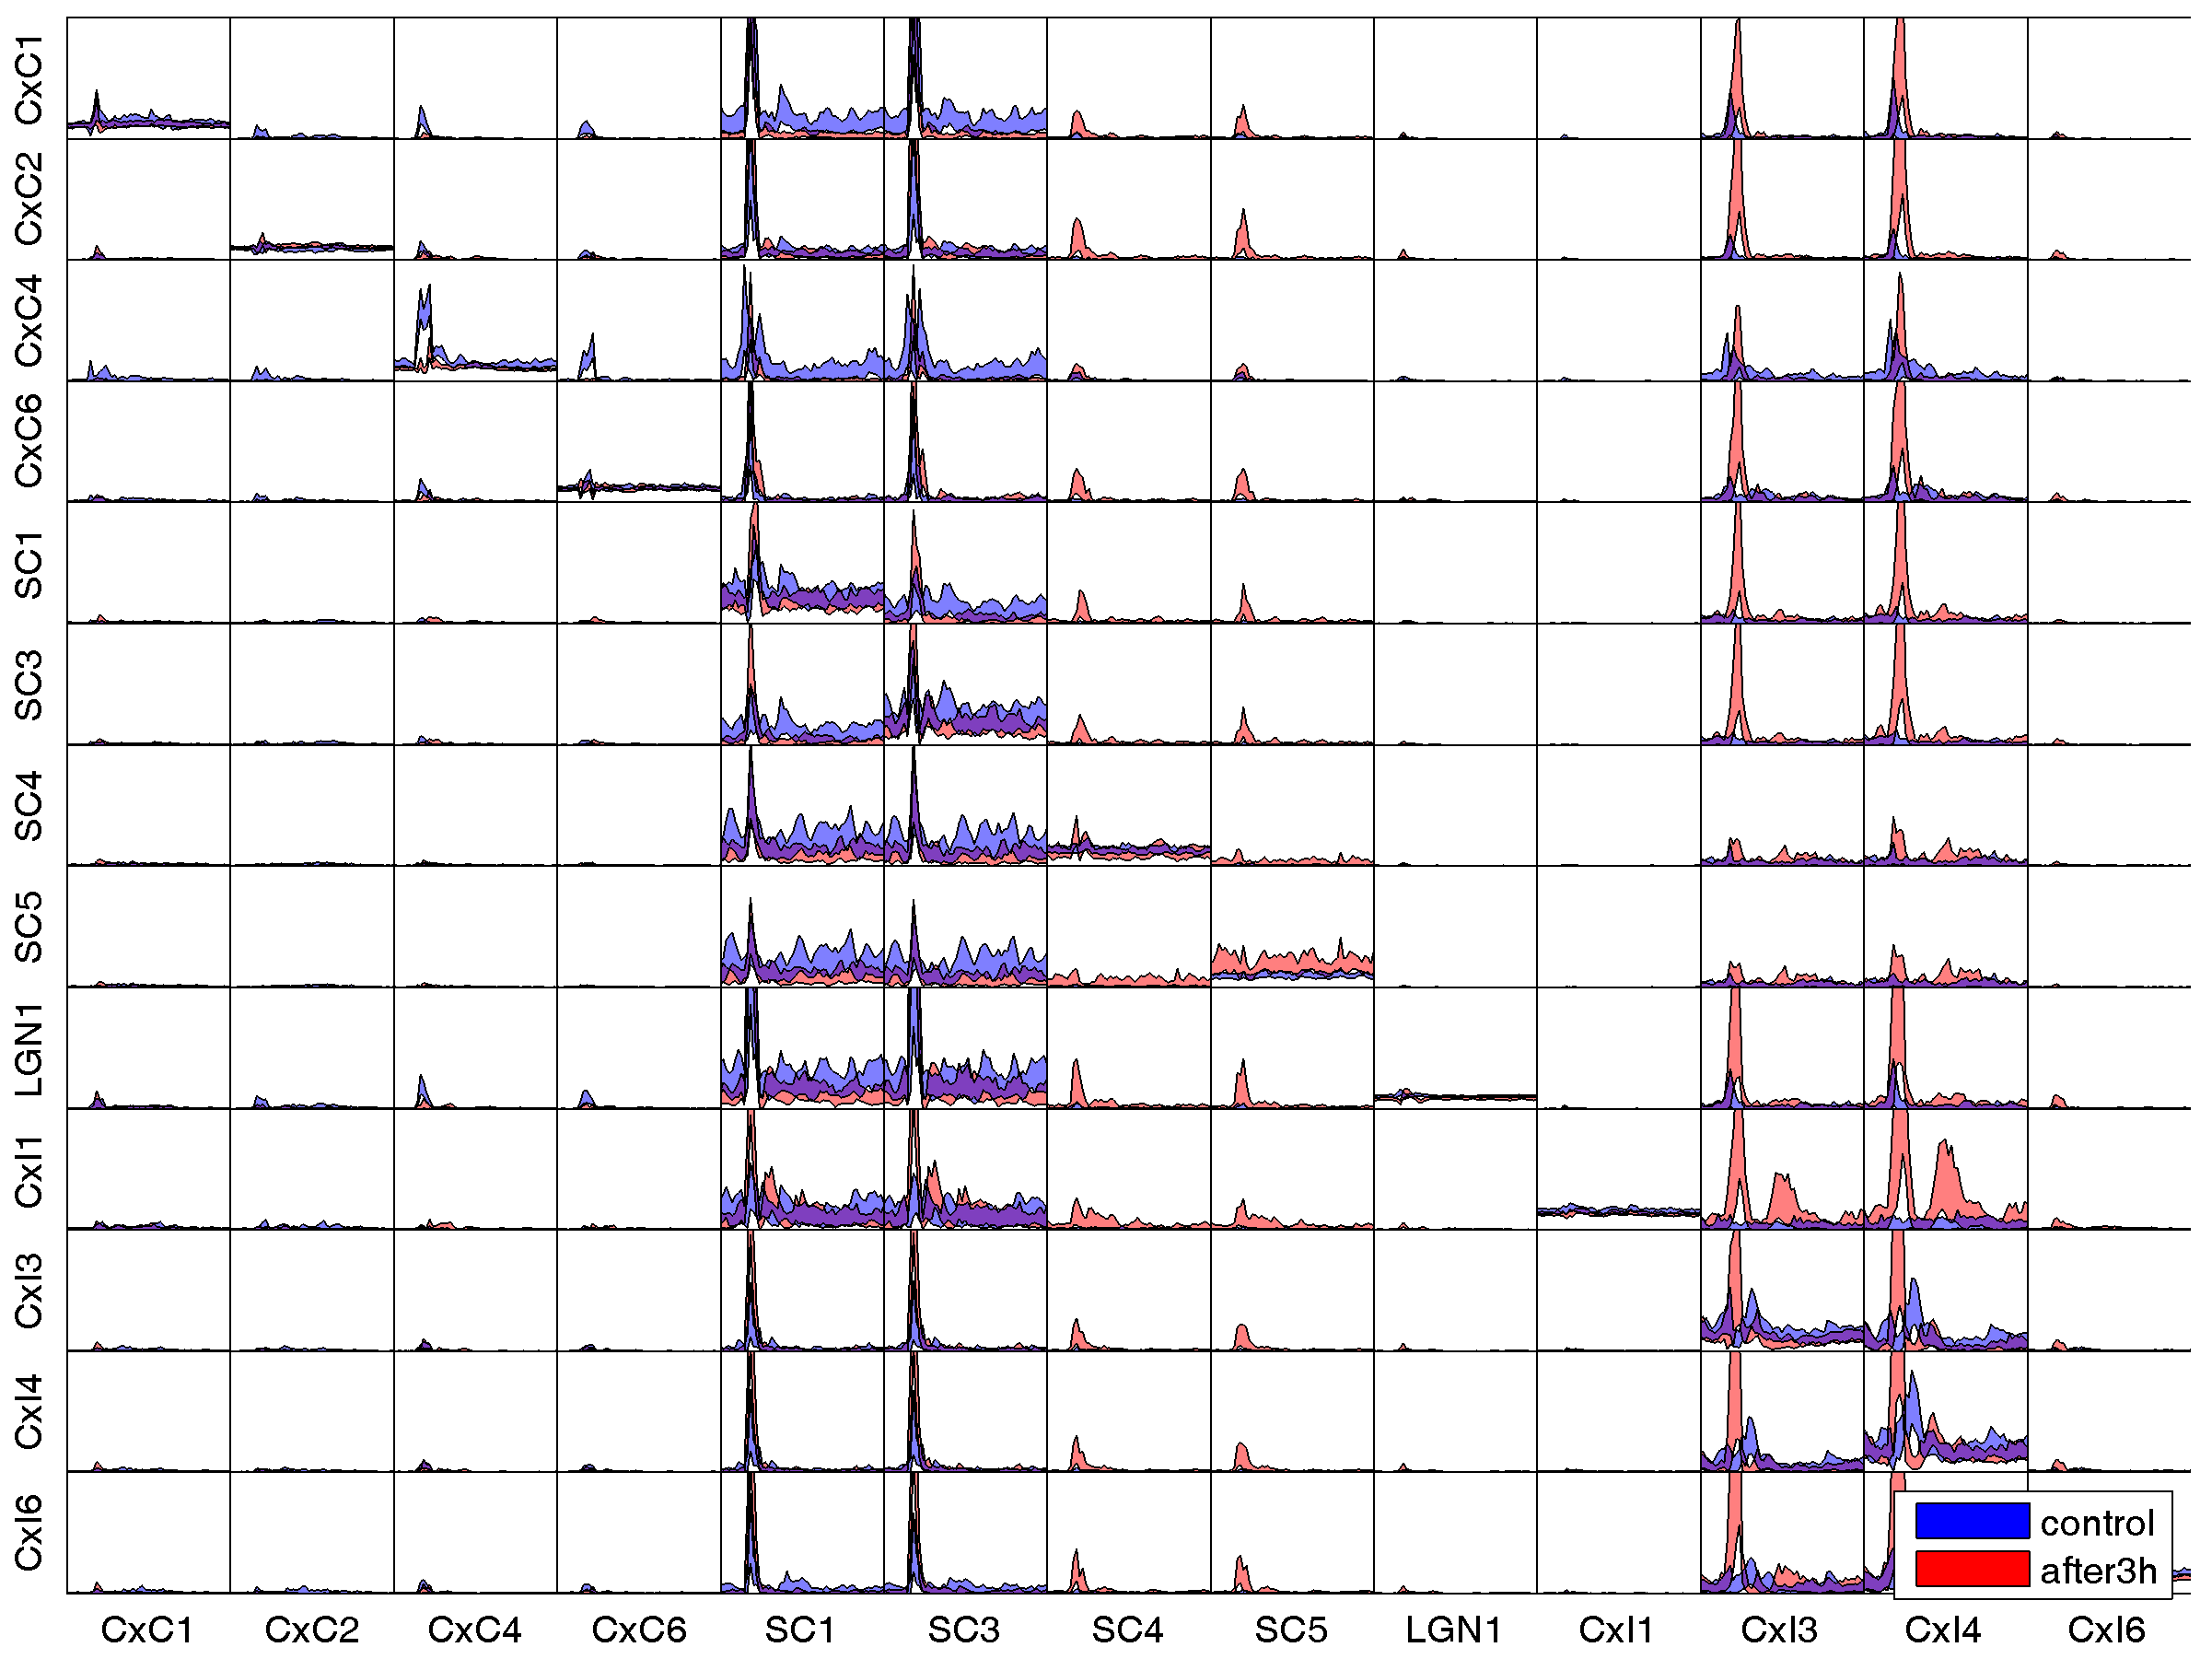 CxC1
CxC2
CxC4
CxC6
SC1
SC3
SC4
SC5
LGN1
CxI1
CxI3
CxI4
CxI6
control
after3h
CxC1 CxC2 CxC4 CxC6 SC1 SC3 SC4 SC5 LGN1 CxI1 CxI3 CxI4 CxI6